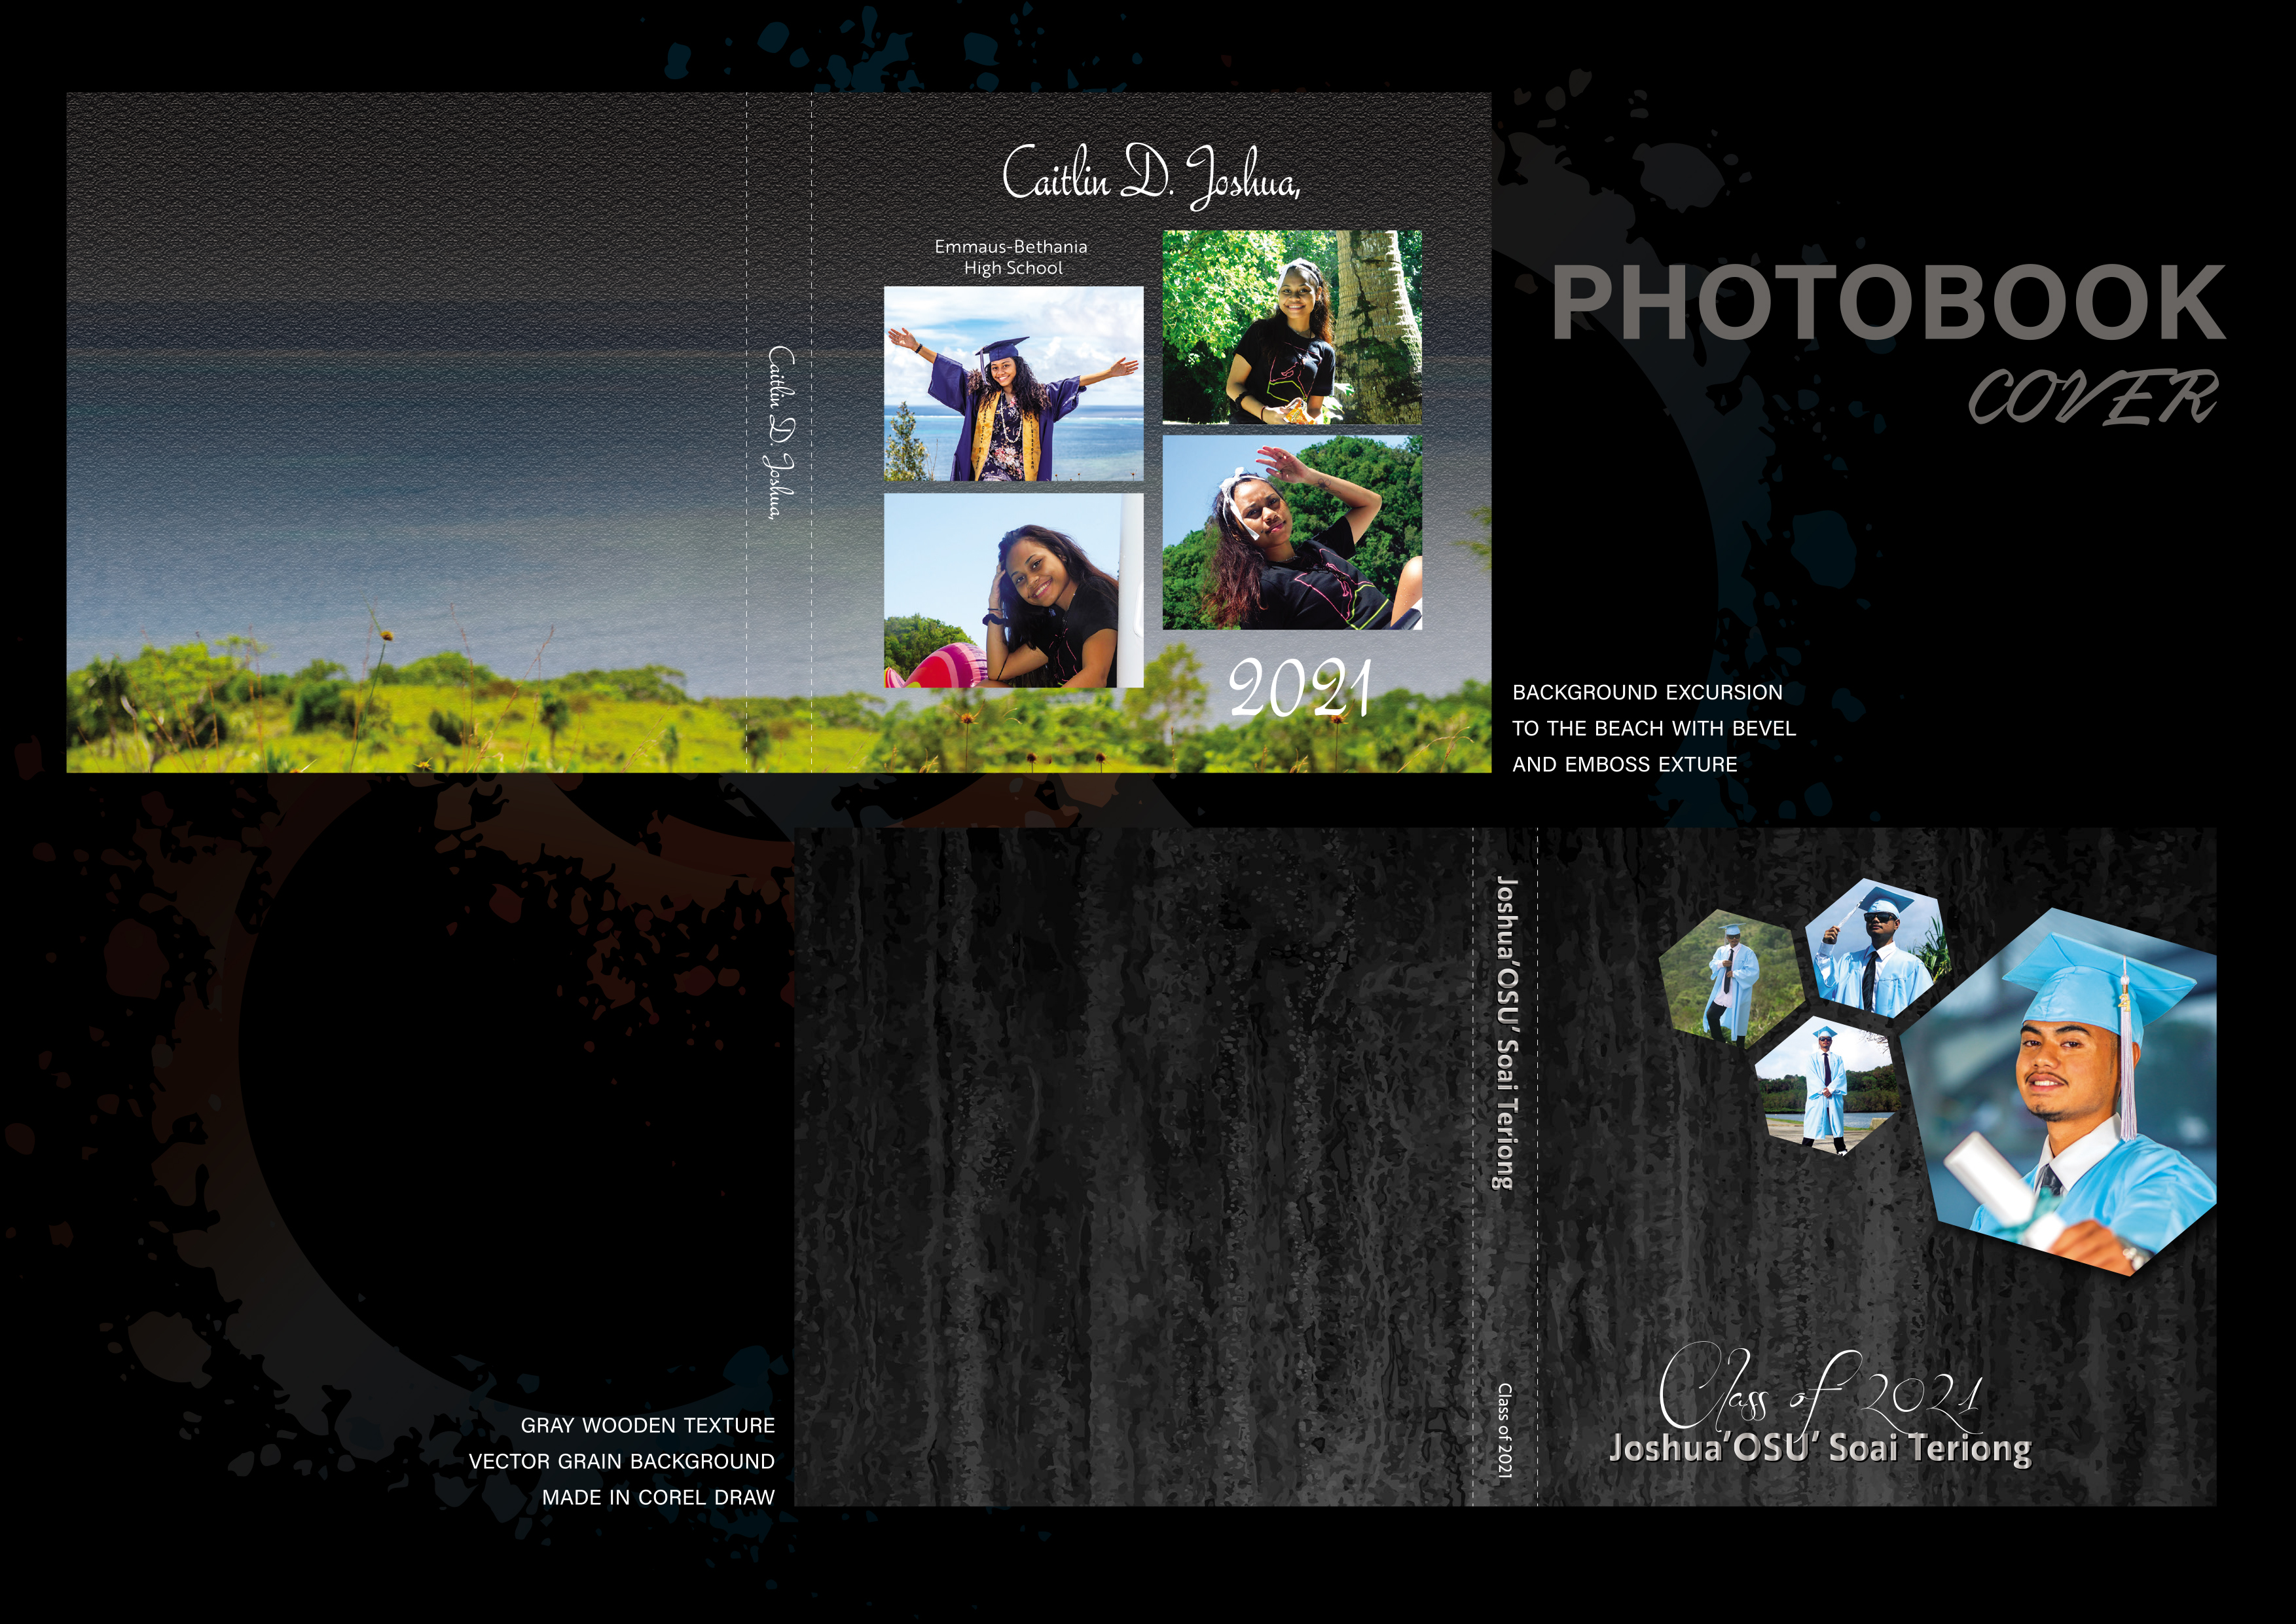 Caitlin D. Joshua,
Emmaus-Bethania
High School
Caitlin D. Joshua,
2021
PHOTOBOOK
COVER
BACKGROUND EXCURSION
TO THE BEACH WITH BEVEL
AND EMBOSS EXTURE
Joshua'OSU' Soai Teriong
Class of 2021
Class of 2021
Joshua'OSU' Soai Teriong
GRAY WOODEN TEXTURE
VECTOR GRAIN BACKGROUND
MADE IN COREL DRAW